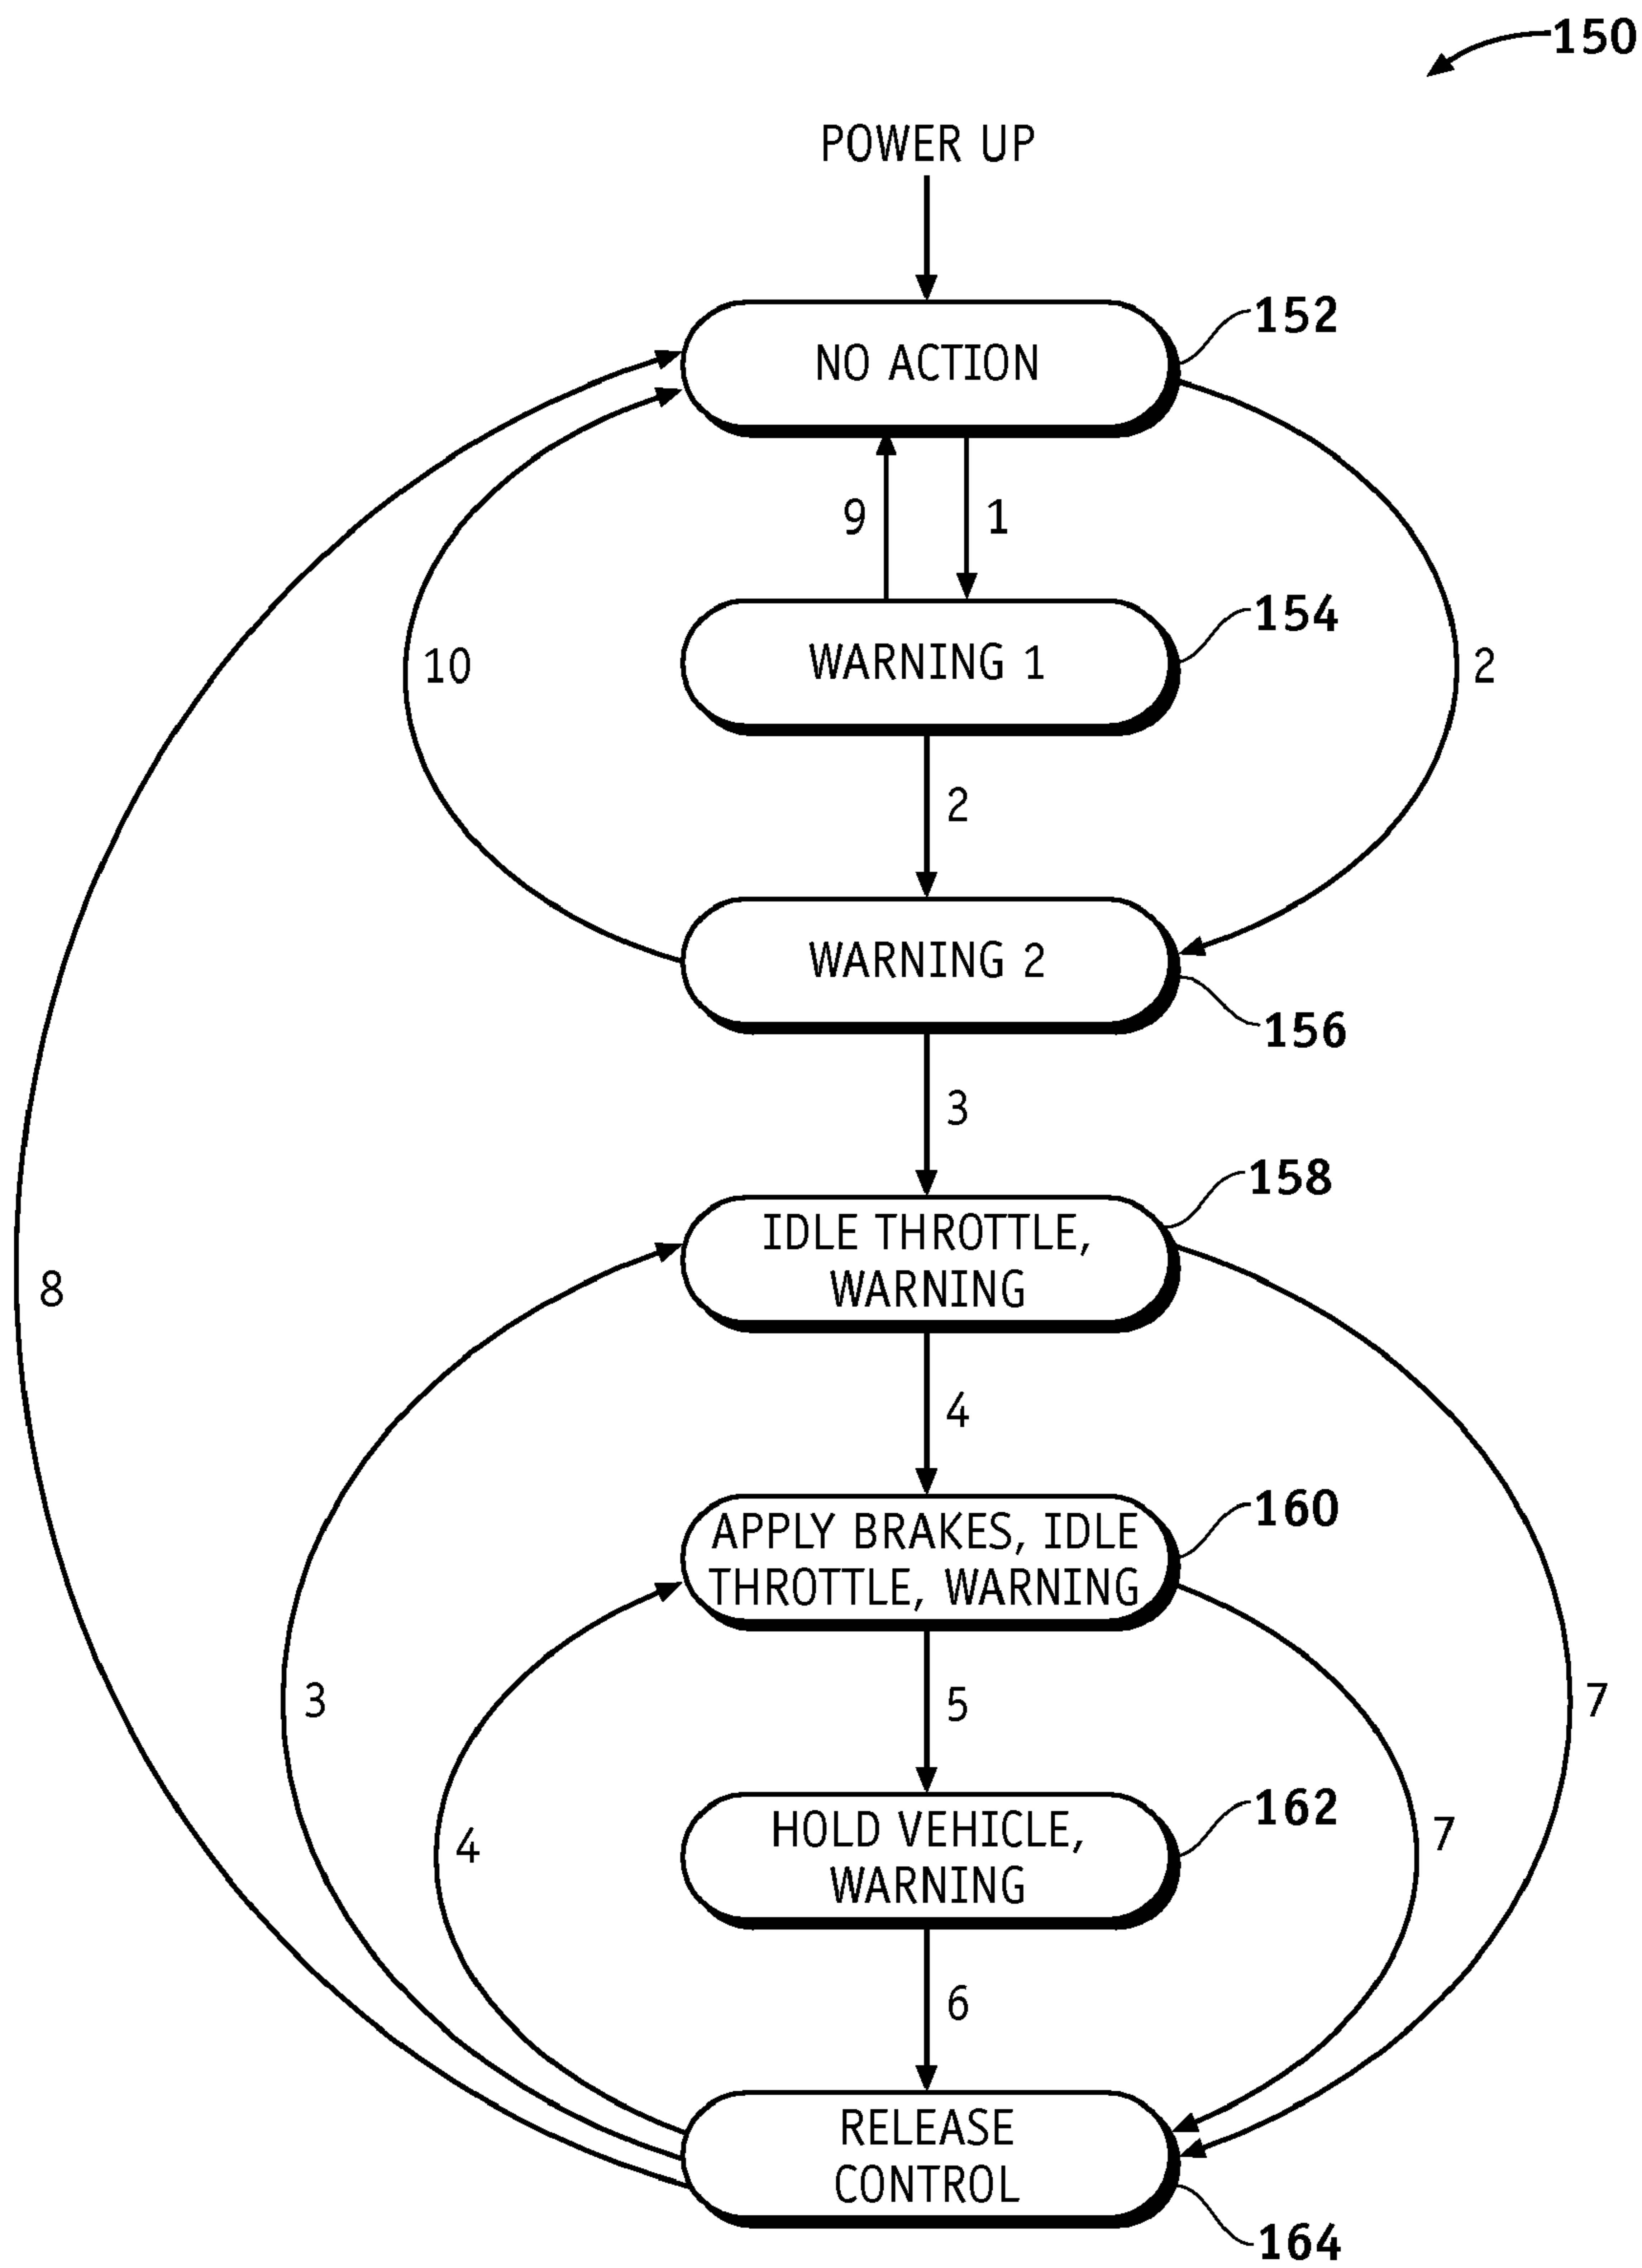 150
POWER UP
152
NO ACTION
9
1
154
WARNING 1
10
2
2
WARNING 2
156
3
158
IDLE THROTTLE,
WARNING
8
4
160
APPLY BRAKES, IDLE
THROTTLE, WARNING
3
5
7
162
HOLD VEHICLE,
WARNING
4
7
6
RELEASE
CONTROL
164